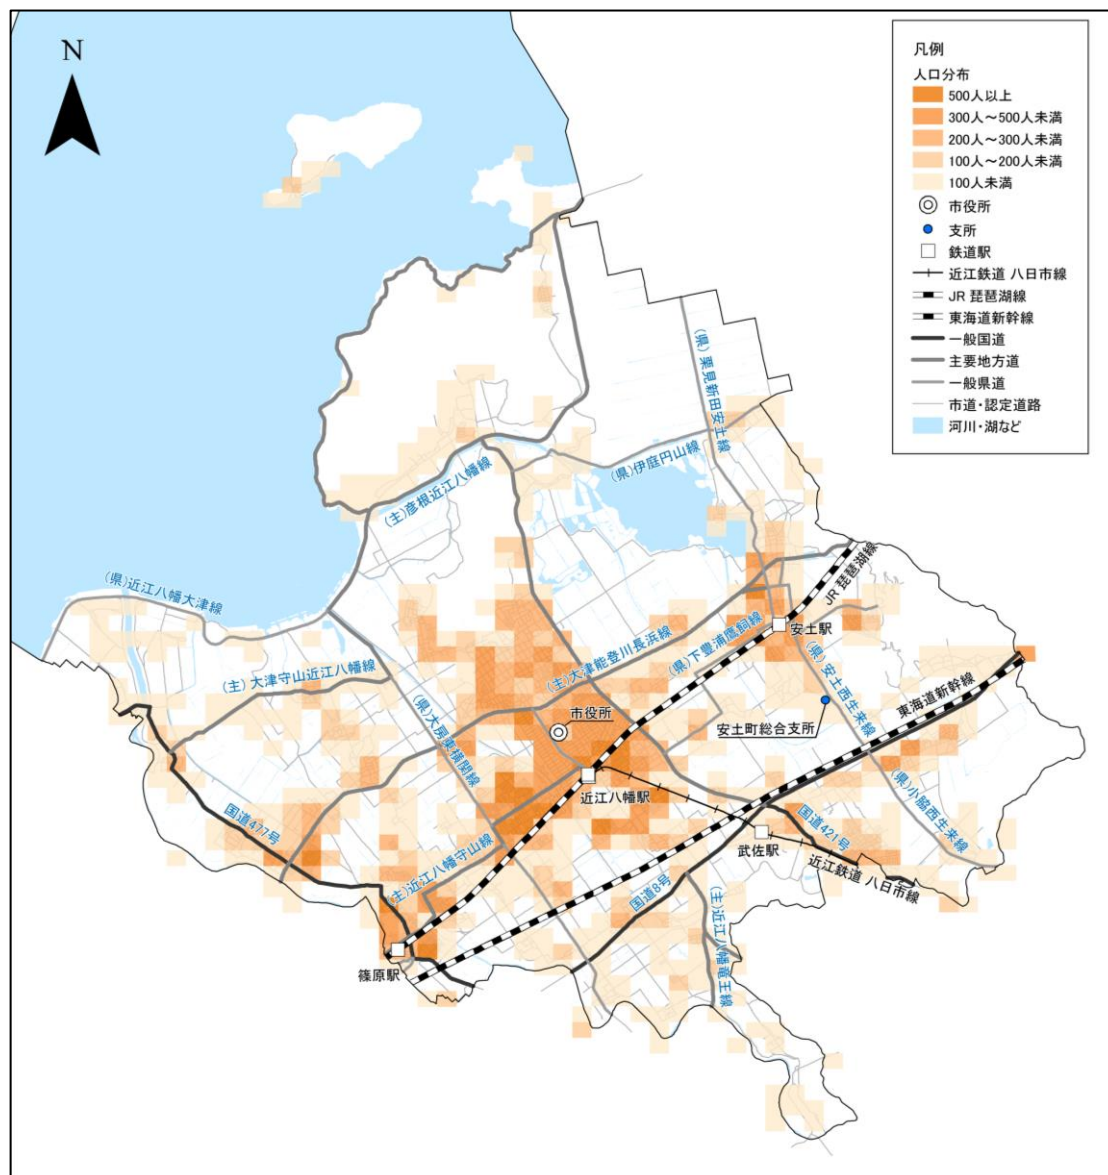 N
凡例
人口分布
500人以上
300人～500人未満
200人～300人未満
100人～200人未満
100人未満
市役所
支所
鉄道駅
近江鉄道 八日市線
JR 琵琶湖線
東海道新幹線
一般国道
主要地方道
一般県道
市道・認定道路
河川・湖など
(県)栗見新田安土線
(県)伊庭円山線
(主)彦根近江八幡線
(県)近江八幡大津線
JR 琵琶湖線
安土駅
(県)下豊浦鷹飼線
(主)大津能登川長浜線
(主)大津守山近江八幡線
(県)大房東横関線
(県)安土西生来線
東海道新幹線
市役所
安土町総合支所
近江八幡駅
(県)小脇西生来線
国道477号
国道421号
武佐駅
近江鉄道 八日市線
(主)近江八幡守山線
国道8号
(主)近江八幡竜王線
篠原駅